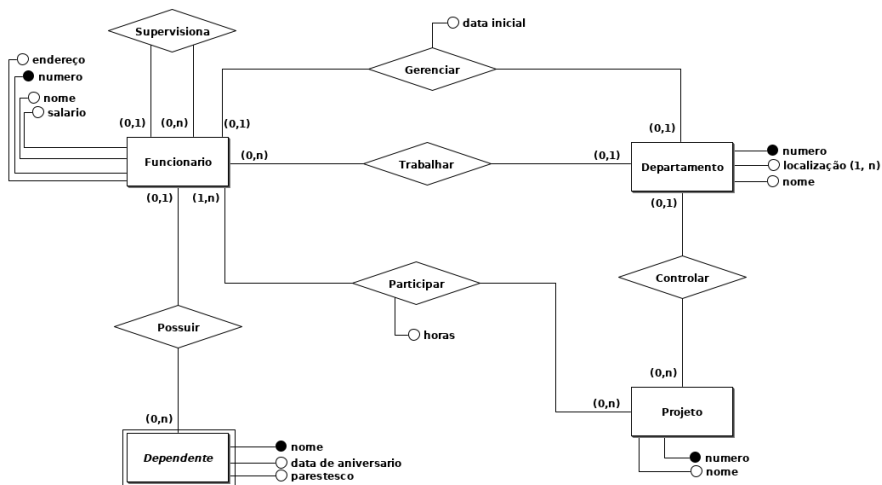 data inicial
Supervisiona
endereço
numero
nome
salario
Gerenciar
(0,1)
(0,n)
(0,1)
(0,1)
Funcionario
(0,n)
Trabalhar
(0,1)
Departamento
numero
localização (1, n)
nome
(0,1)
(1,n)
(0,1)
Participar
Controlar
horas
Possuir
(0,n)
(0,n)
Projeto
(0,n)
Dependente
nome
data de aniversario
parestesco
numero
nome